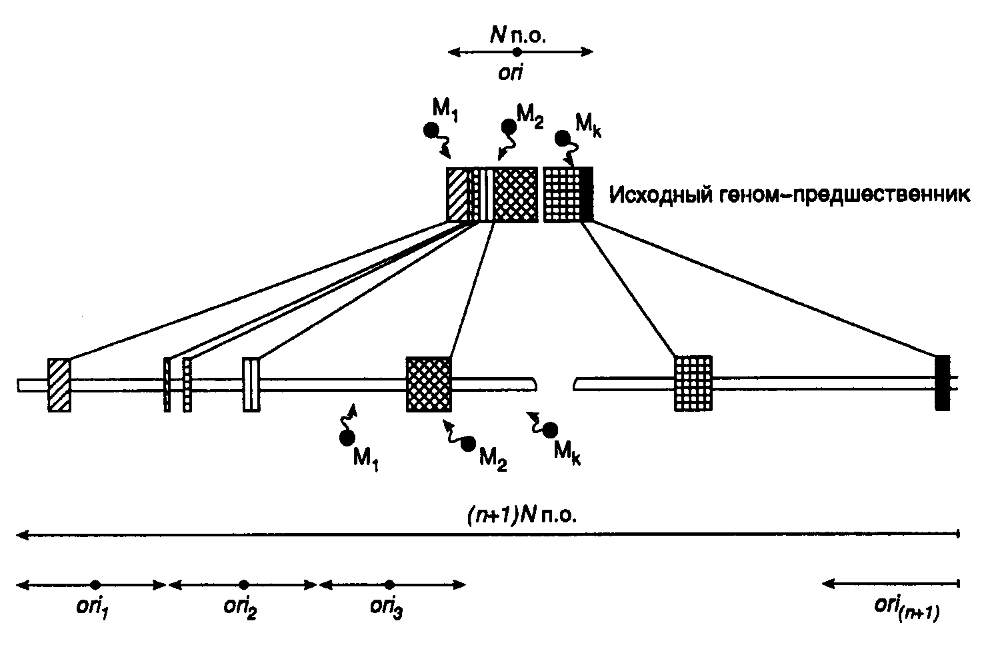 N п.о.
ori
M₁
M₂
Mₖ
Исходный геном–предшественник
M₁
M₂
Mₖ
(n+1)N п.о.
ori₁
ori₂
ori₃
ori₍ₙ₊₁₎